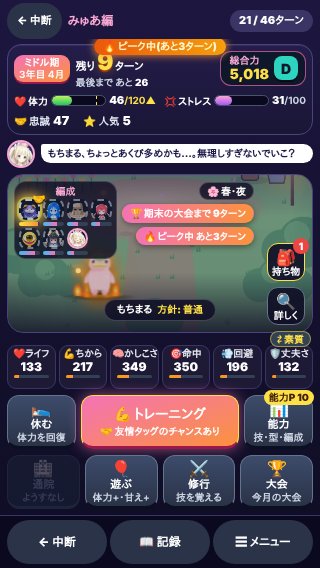 ← 中断 みゅあ編 21 / 46ターン
🔥 ピーク中(あと3ターン)
ミドル期
3年目 4月
残り9ターン
最後まで あと 26
総合力
5,018 D
❤️ 体力 46/120▲ 💢 ストレス 31/100
🤝 忠誠 47 ⭐ 人気 5
もちまる、ちょっとあくび多めかも…。無理しすぎないでいこ?
編成
🌸 春・夜
🏆 期末の大会まで 9ターン
🔥 ピーク中 あと3ターン
1
持ち物
🔍
詳しく
もちまる 方針: 普通
素質
❤️ライフ 💪ちから 🧠かしこさ 🎯命中 💨回避 🛡️丈夫さ
133 217 349 350 196 132
能力P 10
休む
体力を回復
💪 トレーニング
🤝 友情タッグのチャンスあり
能力
技・型・編成
通院
ようすなし
遊ぶ
体力+・甘え+
修行
技を覚える
大会
今月の大会
← 中断 📖 記録 ☰ メニュー